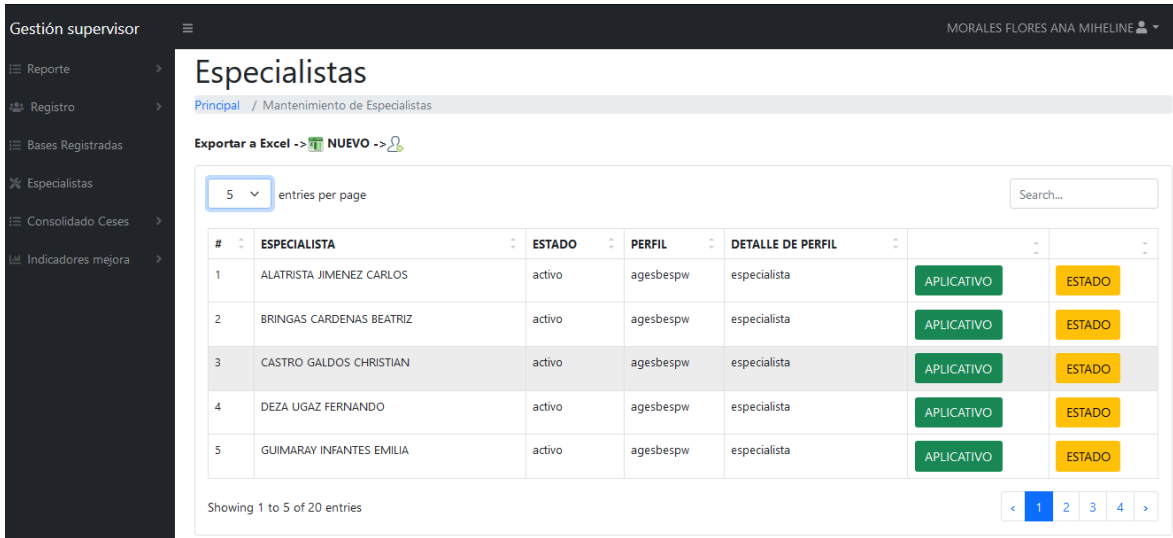 Gestión supervisor
MORALES FLORES ANA MIHELINE
Reporte
Registro
Bases Registradas
Especialistas
Consolidado Ceses
Indicadores mejora
Especialistas
Principal / Mantenimiento de Especialistas
Exportar a Excel -> NUEVO ->
5 entries per page Search...
# ESPECIALISTA ESTADO PERFIL DETALLE DE PERFIL
1 ALATRISTA JIMENEZ CARLOS activo agesbespw especialista APLICATIVO ESTADO
2 BRINGAS CARDENAS BEATRIZ activo agesbespw especialista APLICATIVO ESTADO
3 CASTRO GALDOS CHRISTIAN activo agesbespw especialista APLICATIVO ESTADO
4 DEZA UGAZ FERNANDO activo agesbespw especialista APLICATIVO ESTADO
5 GUIMARAY INFANTES EMILIA activo agesbespw especialista APLICATIVO ESTADO
Showing 1 to 5 of 20 entries ‹ 1 2 3 4 ›